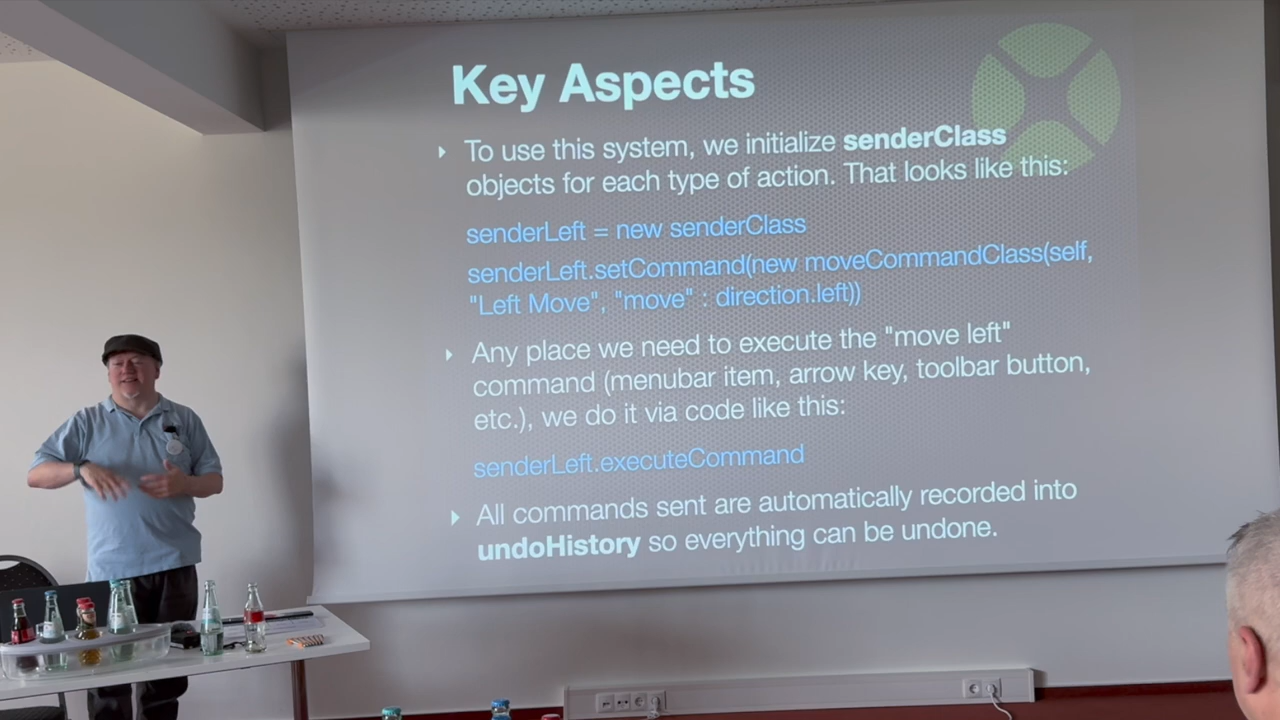 Key Aspects
To use this system, we initialize senderClass
objects for each type of action. That looks like this:
senderLeft = new senderClass
senderLeft.setCommand(new moveCommandClass(self,
"Left Move", "move" : direction.left))
Any place we need to execute the "move left"
command (menubar item, arrow key, toolbar button,
etc.), we do it via code like this:
senderLeft.executeCommand
All commands sent are automatically recorded into
undoHistory so everything can be undone.